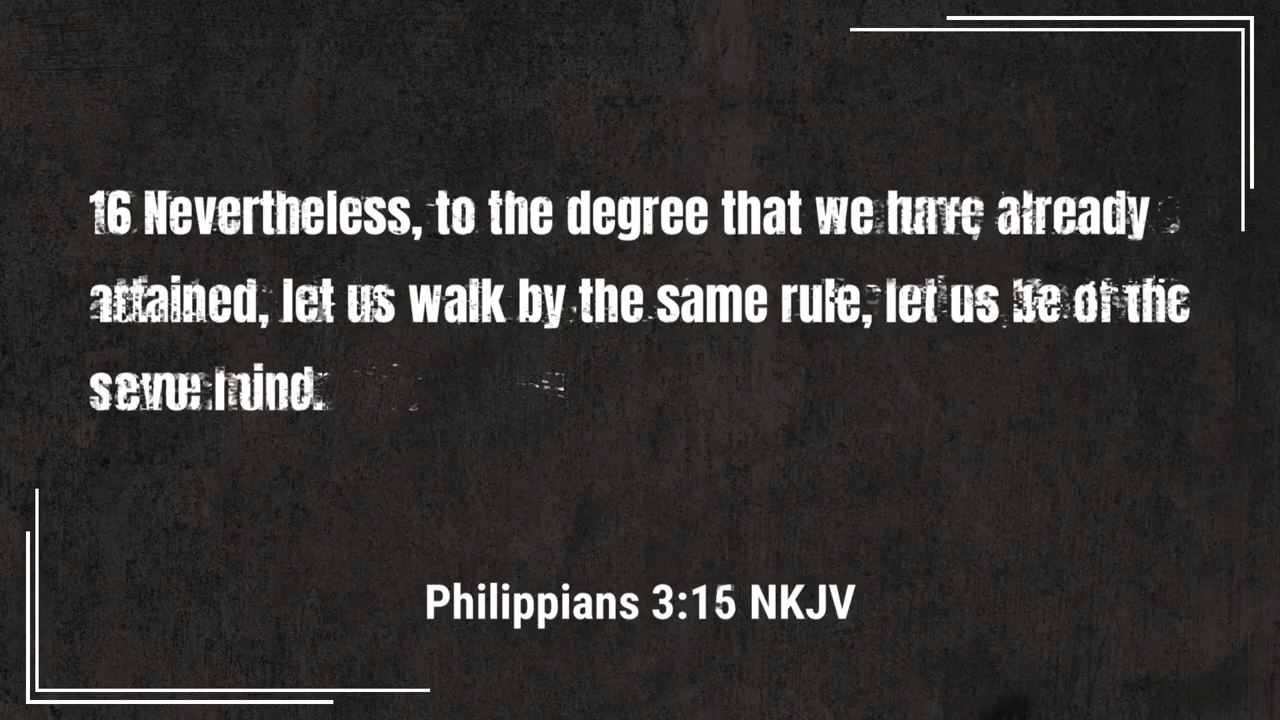 16 Nevertheless, to the degree that we have already
attained, let us walk by the same rule, let us be of the
mind.
Philippians 3:15 NKJV